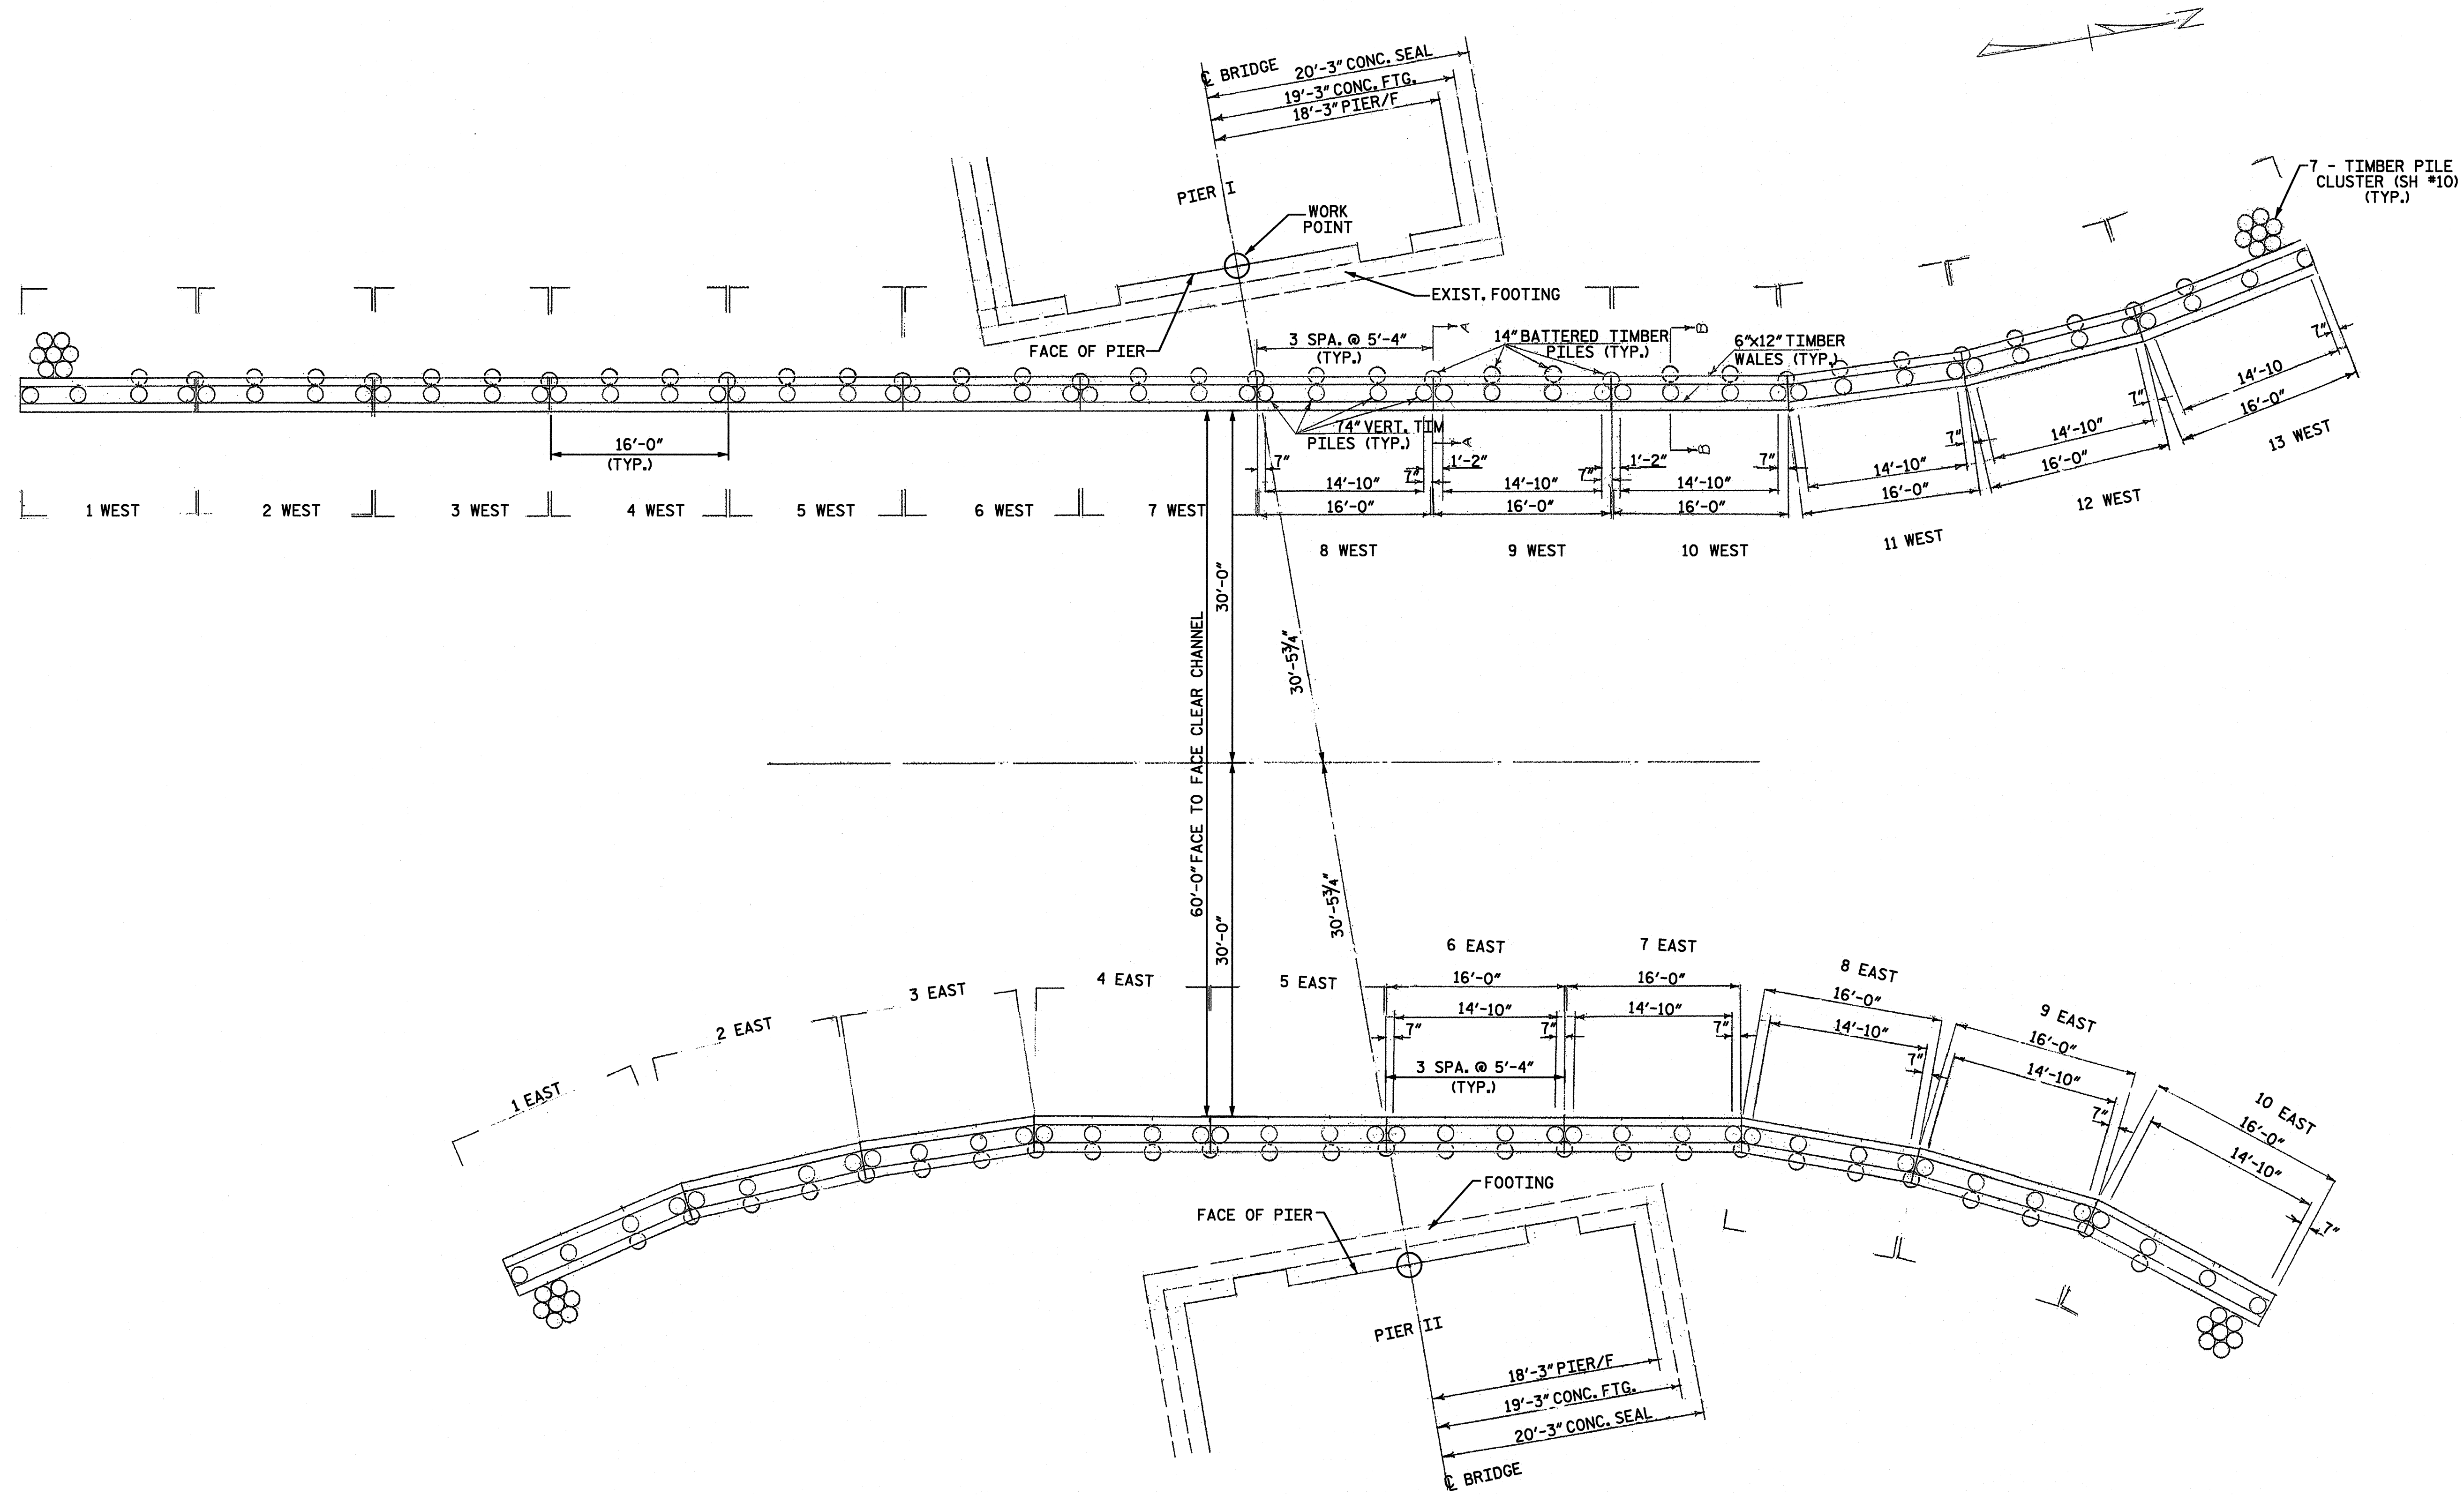 N
℄ BRIDGE
20'-3" CONC. SEAL
19'-3" CONC. FTG.
18'-3" PIER/F
PIER I
WORK
POINT
7 - TIMBER PILE
CLUSTER (SH #10)
(TYP.)
EXIST. FOOTING
FACE OF PIER
3 SPA. @ 5'-4"
(TYP.)
A
14" BATTERED TIMBER
PILES (TYP.)
B
6"x12" TIMBER
WALES (TYP.)
16'-0"
(TYP.)
74" VERT. TIM
PILES (TYP.)
A
B
7"
7"
1'-2"
7"
1'-2"
7"
7"
7"
7"
14'-10"
14'-10"
14'-10"
14'-10"
14'-10"
14'-10
16'-0"
16'-0"
16'-0"
16'-0"
16'-0"
16'-0"
1 WEST
2 WEST
3 WEST
4 WEST
5 WEST
6 WEST
7 WEST
8 WEST
9 WEST
10 WEST
11 WEST
12 WEST
13 WEST
60'-0" FACE TO FACE CLEAR CHANNEL
30'-0"
30'-5¾"
30'-0"
30'-5¾"
1 EAST
2 EAST
3 EAST
4 EAST
5 EAST
6 EAST
7 EAST
8 EAST
9 EAST
10 EAST
16'-0"
16'-0"
16'-0"
16'-0"
16'-0"
14'-10"
14'-10"
14'-10"
14'-10"
14'-10"
7"
7"
7"
7"
7"
7"
3 SPA. @ 5'-4"
(TYP.)
FOOTING
FACE OF PIER
PIER II
18'-3" PIER/F
19'-3" CONC. FTG.
20'-3" CONC. SEAL
℄ BRIDGE